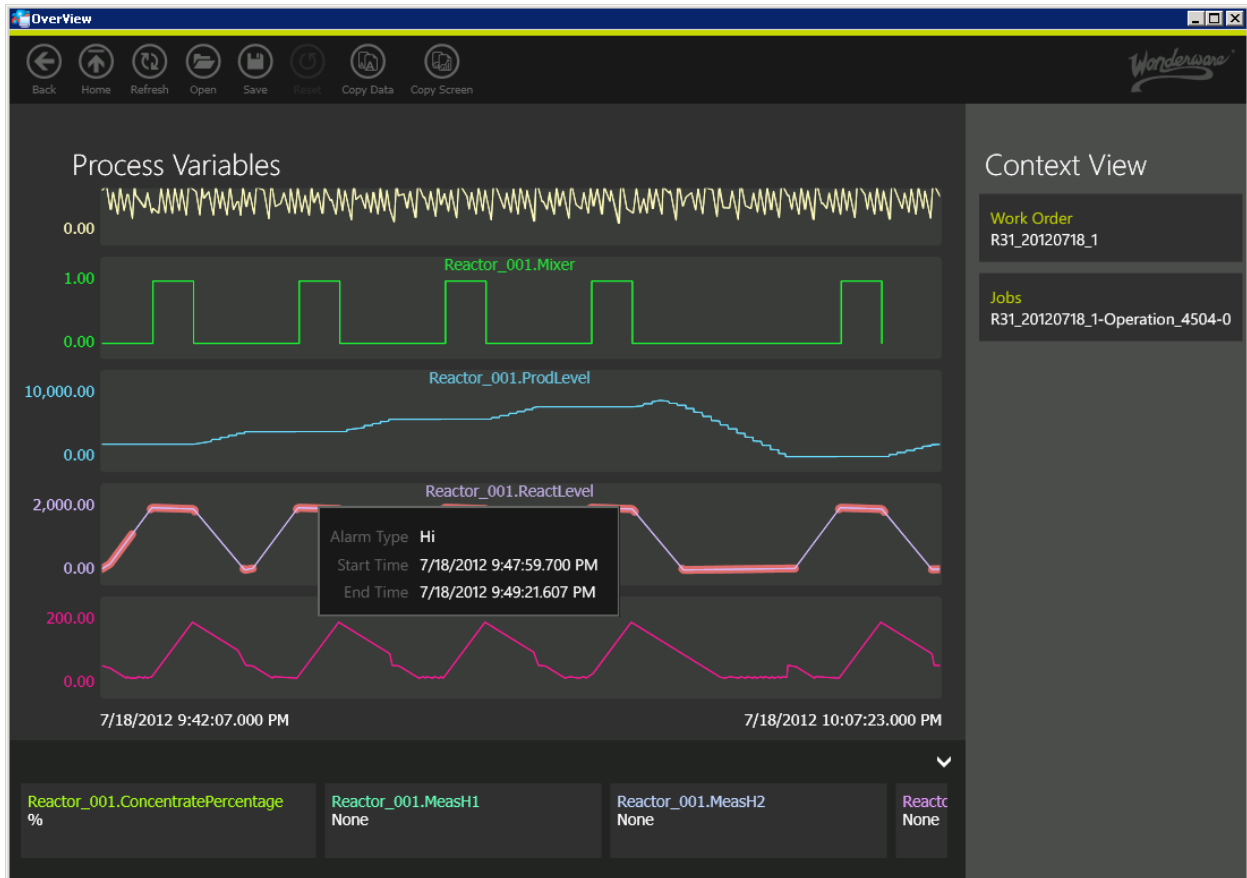 OverView
Back Home Refresh Open Save Reset Copy Data Copy Screen
Wonderware
Process Variables
0.00
Reactor_001.Mixer
1.00
0.00
Reactor_001.ProdLevel
10,000.00
0.00
Reactor_001.ReactLevel
2,000.00
0.00
Alarm Type Hi
Start Time 7/18/2012 9:47:59.700 PM
End Time 7/18/2012 9:49:21.607 PM
200.00
0.00
7/18/2012 9:42:07.000 PM 7/18/2012 10:07:23.000 PM
Reactor_001.ConcentratePercentage
%
Reactor_001.MeasH1
None
Reactor_001.MeasH2
None
Reactc
None
Context View
Work Order
R31_20120718_1
Jobs
R31_20120718_1-Operation_4504-0